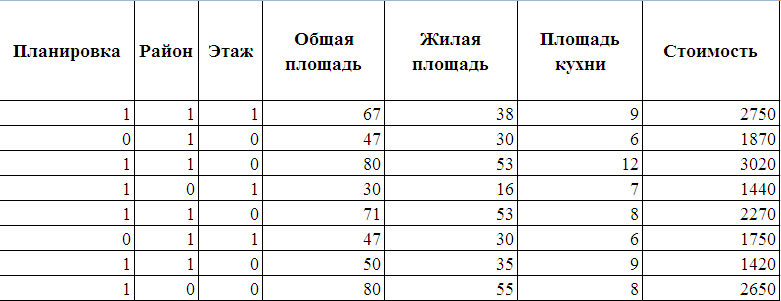 Планировка Район Этаж Общая площадь Жилая площадь Площадь кухни Стоимость
1 1 1 67 38 9 2750
0 1 0 47 30 6 1870
1 1 0 80 53 12 3020
1 0 1 30 16 7 1440
1 1 0 71 53 8 2270
0 1 1 47 30 6 1750
1 1 0 50 35 9 1420
1 0 0 80 55 8 2650